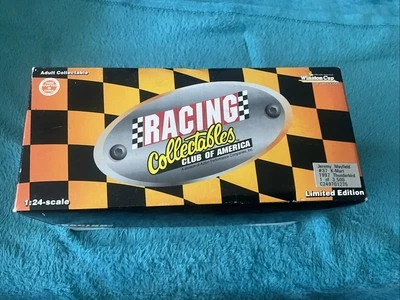 Adult Collectable
Winston Cup
RACING
Collectables
CLUB OF AMERICA
Jeremy Mayfield
#37 K-Mart
1997 Thunderbird
1 of 3,500
C249701275
1:24-scale
Limited Edition